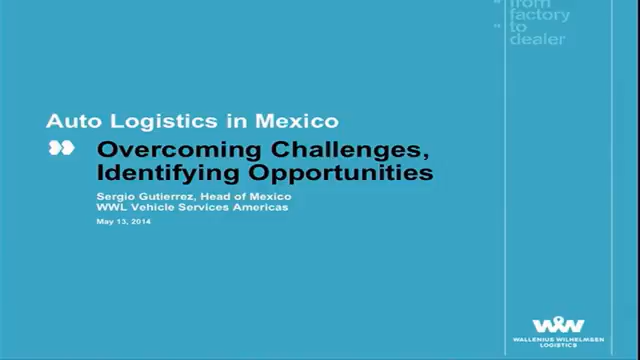 from
factory
to
dealer
Auto Logistics in Mexico
Overcoming Challenges,
Identifying Opportunities
Sergio Gutierrez, Head of Mexico
WWL Vehicle Services Americas
May 13, 2014
WALLENIUS WILHELMSEN
LOGISTICS